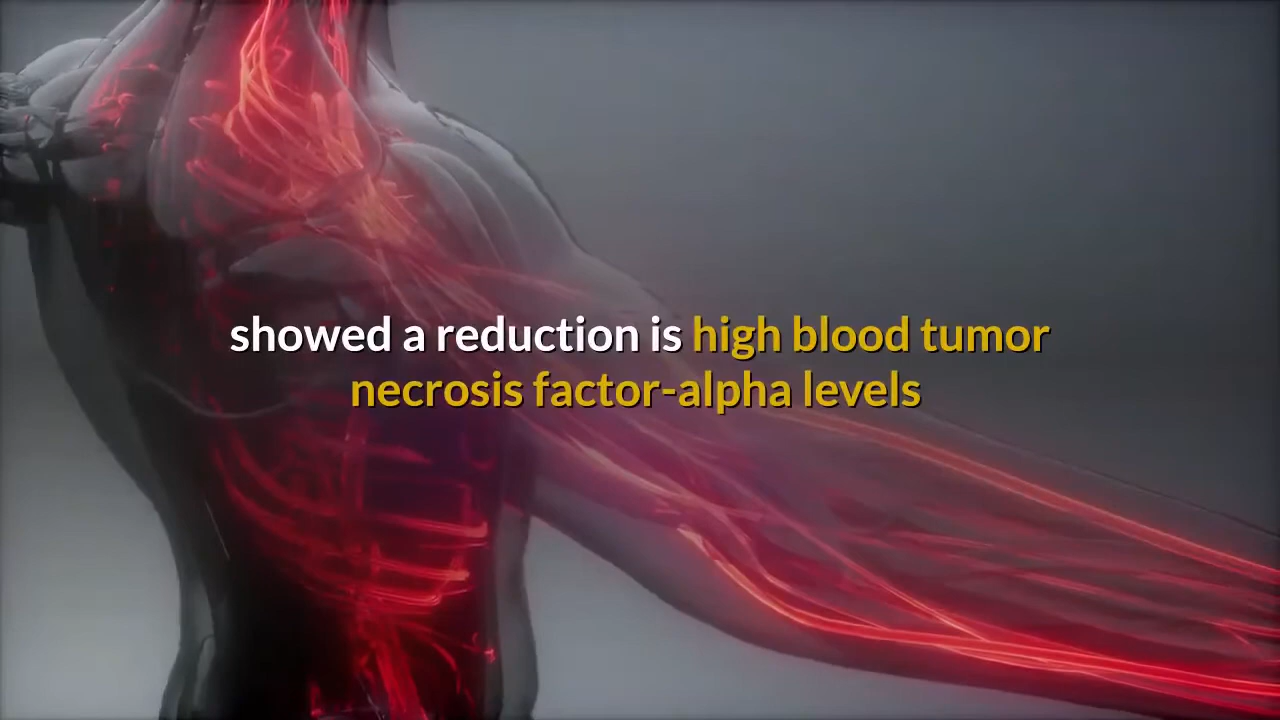 showed a reduction is high blood tumor
necrosis factor-alpha levels